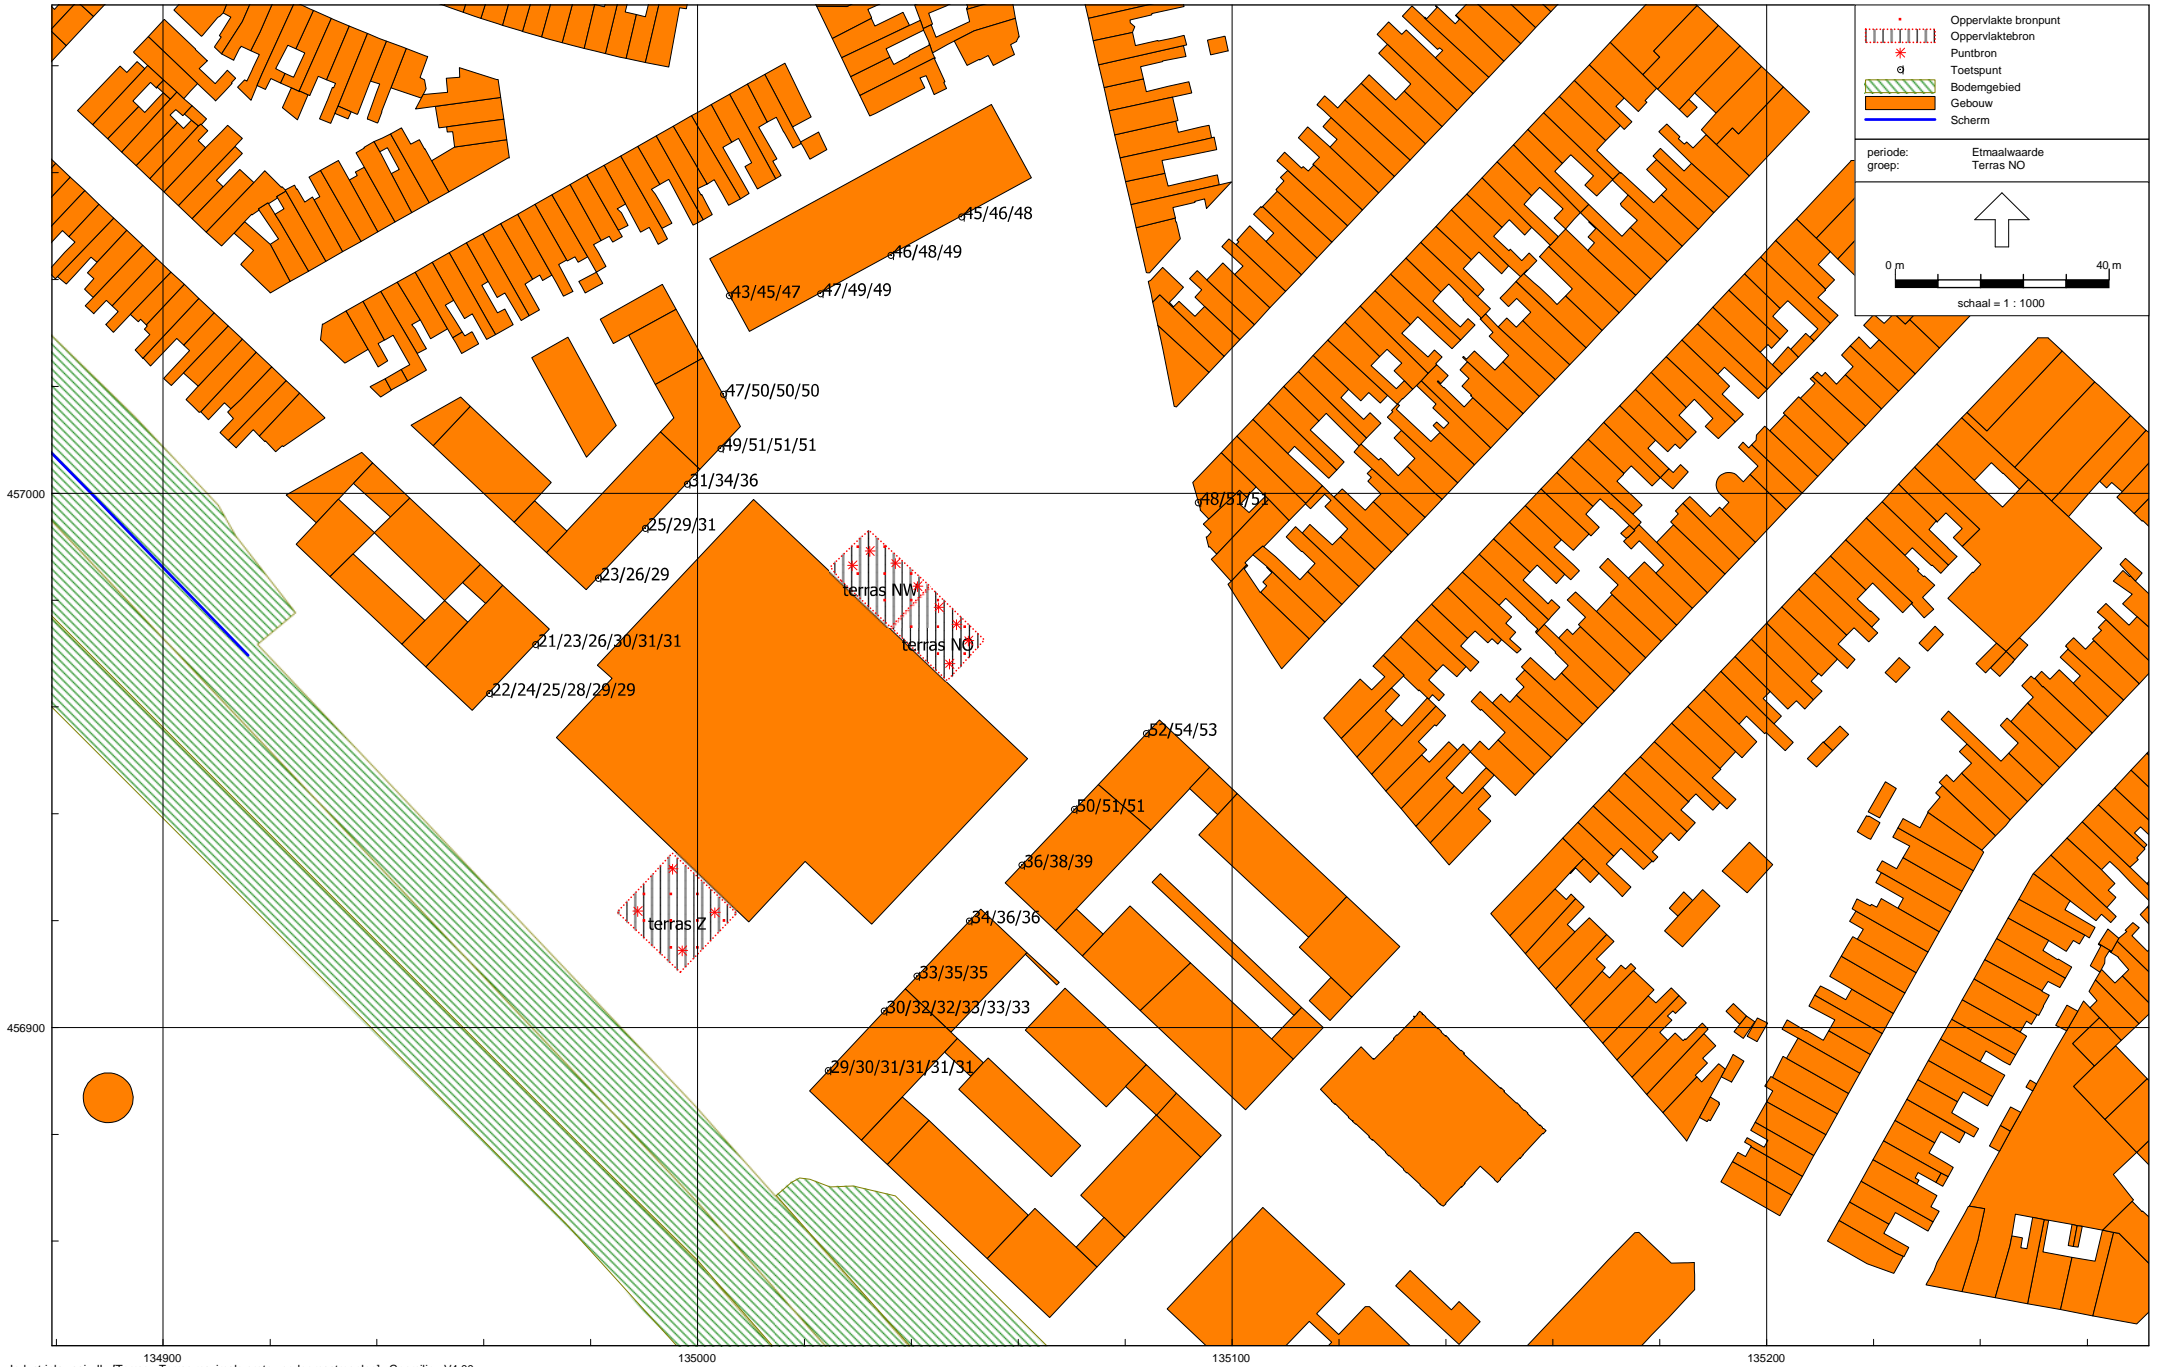 Oppervlakte bronpunt
Oppervlaktebron
Puntbron
Toetspunt
Bodemgebied
Gebouw
Scherm
periode: Etmaalwaarde
groep: Terras NO
0 m 40 m
schaal = 1 : 1000
45/46/48
46/48/49
43/45/47
47/49/49
47/50/50/50
49/51/51/51
31/34/36
457000
48/51/51
25/29/31
23/26/29
terras NW
terras NO
21/23/26/30/31/31
22/24/25/28/29/29
52/54/53
50/51/51
36/38/39
34/36/36
terras Z
33/35/35
30/32/32/33/33/33
456900
29/30/31/31/31/31
134900
135000
135100
135200